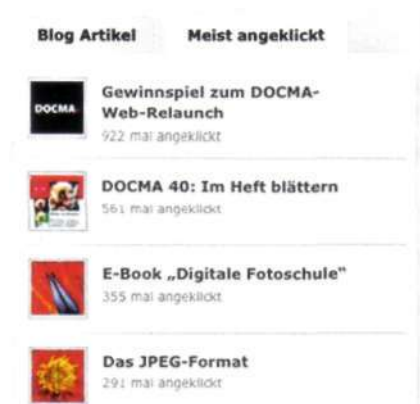 Blog Artikel Meist angeklickt
DOCMA
Gewinnspiel zum DOCMA-
Web-Relaunch
922 mal angeklickt
DOCMA 40: Im Heft blättern
561 mal angeklickt
E-Book „Digitale Fotoschule"
355 mal angeklickt
Das JPEG-Format
291 mal angeklickt